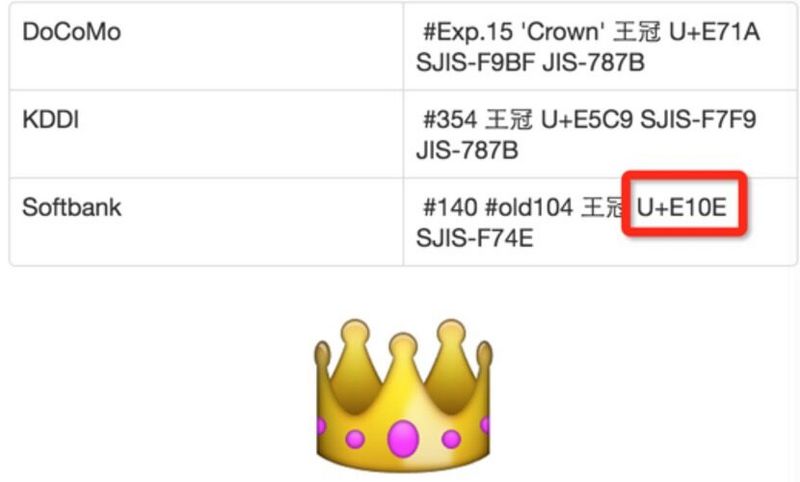 DoCoMo
#Exp.15 'Crown' 王冠 U+E71A
SJIS-F9BF JIS-787B
KDDI
#354 王冠 U+E5C9 SJIS-F7F9
JIS-787B
Softbank
#140 #old104 王冠 U+E10E
SJIS-F74E